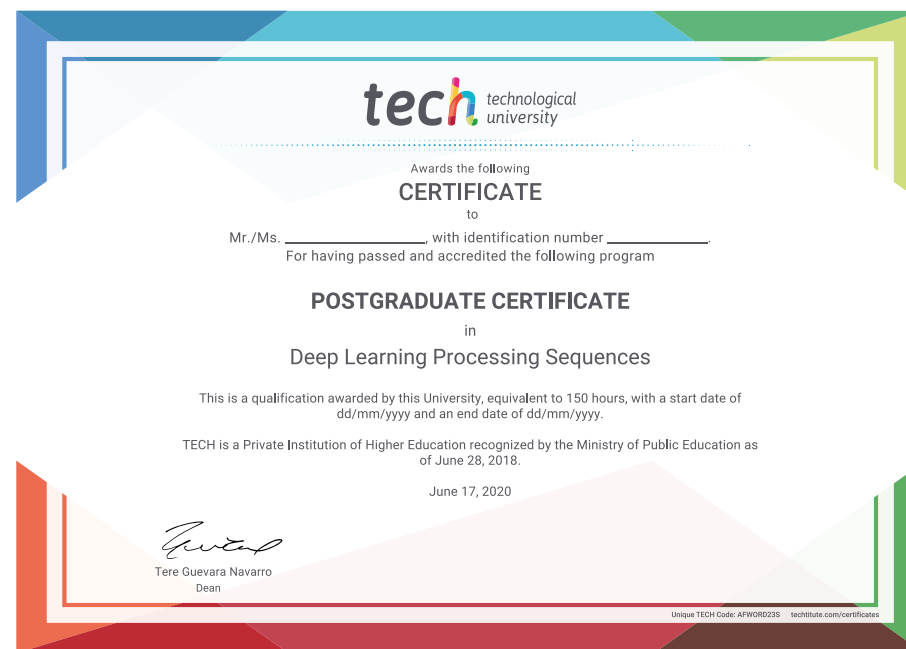 tech technological
university
Awards the following
CERTIFICATE
to
Mr./Ms. ____________________, with identification number ______________.
For having passed and accredited the following program
POSTGRADUATE CERTIFICATE
in
Deep Learning Processing Sequences
This is a qualification awarded by this University, equivalent to 150 hours, with a start date of
dd/mm/yyyy and an end date of dd/mm/yyyy.
TECH is a Private Institution of Higher Education recognized by the Ministry of Public Education as
of June 28, 2018.
June 17, 2020
Tere Guevara Navarro
Dean
Unique TECH Code: AFWORD23S techtitute.com/certificates